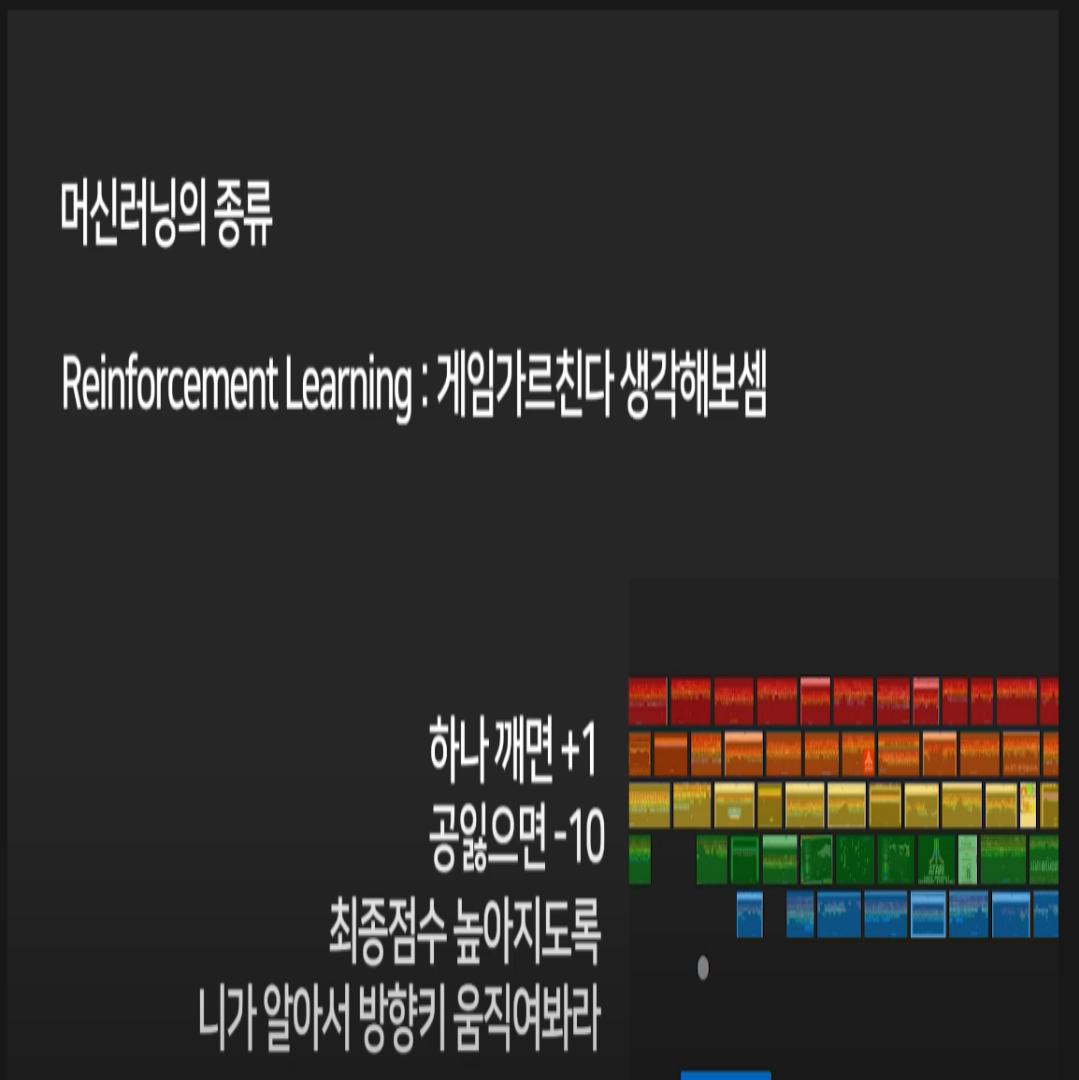 머신러닝의 종류
Reinforcement Learning : 게임가르친다 생각해보셈
하나 깨면 +1
공잃으면 -10
최종점수 높아지도록
니가 알아서 방향키 움직여봐라